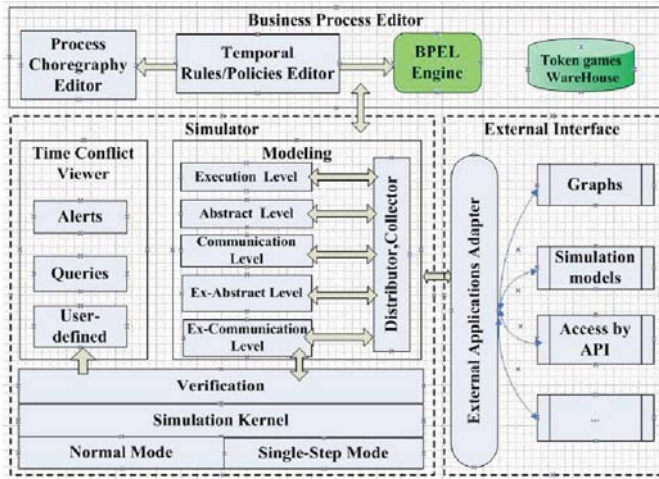 Business Process Editor
Process
Choregraphy
Editor
Temporal
Rules/Policies Editor
BPEL
Engine
Token games
WareHouse
Simulator
External Interface
Time Conflict
Viewer
Alerts
Queries
User-
defined
Modeling
Execution Level
Abstract Level
Communication
Level
Ex-Abstract Level
Ex-Communication
Level
Distributor,Collector
External Applications Adapter
Graphs
Simulation
models
Access by
API
...
Verification
Simulation Kernel
Normal Mode
Single-Step Mode